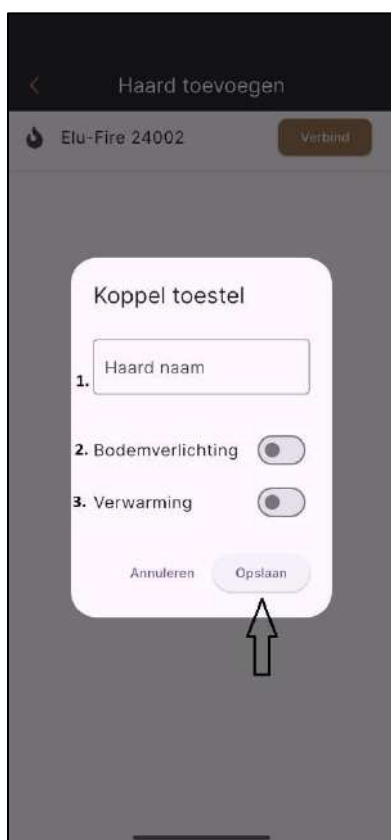 Haard toevoegen
Elu-Fire 24002 Verbind
Koppel toestel
1. Haard naam
2. Bodemverlichting
3. Verwarming
Annuleren Opslaan